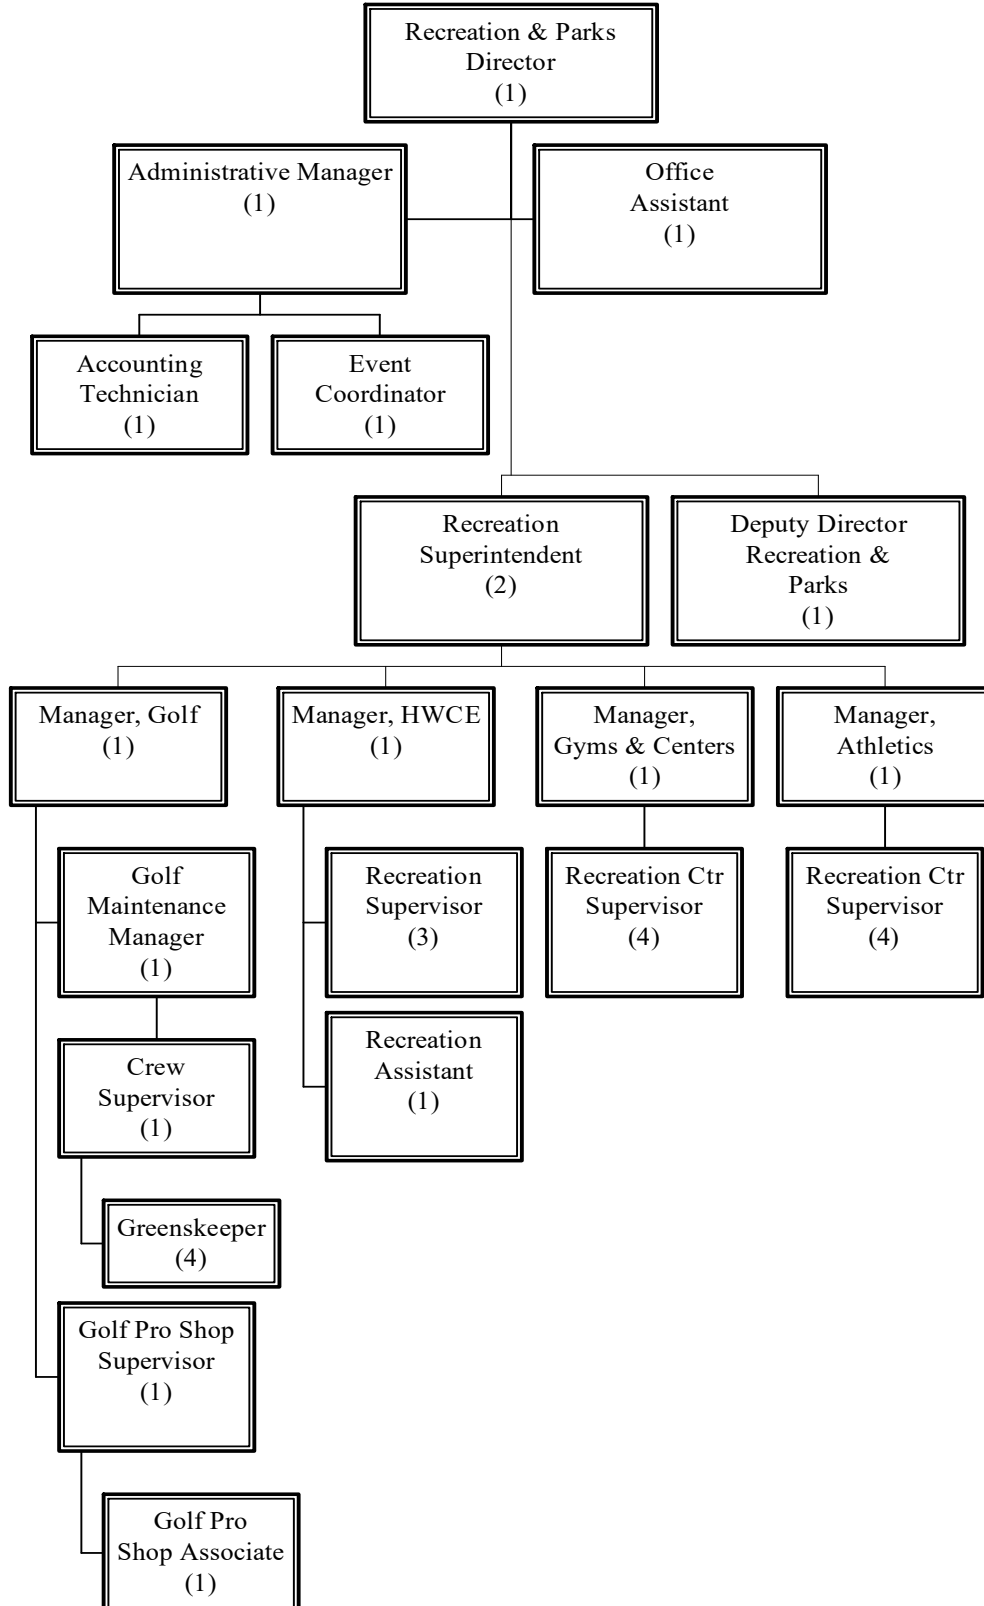 Recreation & Parks
Director
(1)
Administrative Manager
(1)
Office
Assistant
(1)
Accounting
Technician
(1)
Event
Coordinator
(1)
Recreation
Superintendent
(2)
Deputy Director
Recreation &
Parks
(1)
Manager, Golf
(1)
Manager, HWCE
(1)
Manager,
Gyms & Centers
(1)
Manager,
Athletics
(1)
Golf
Maintenance
Manager
(1)
Recreation
Supervisor
(3)
Recreation Ctr
Supervisor
(4)
Recreation Ctr
Supervisor
(4)
Crew
Supervisor
(1)
Recreation
Assistant
(1)
Greenskeeper
(4)
Golf Pro Shop
Supervisor
(1)
Golf Pro
Shop Associate
(1)